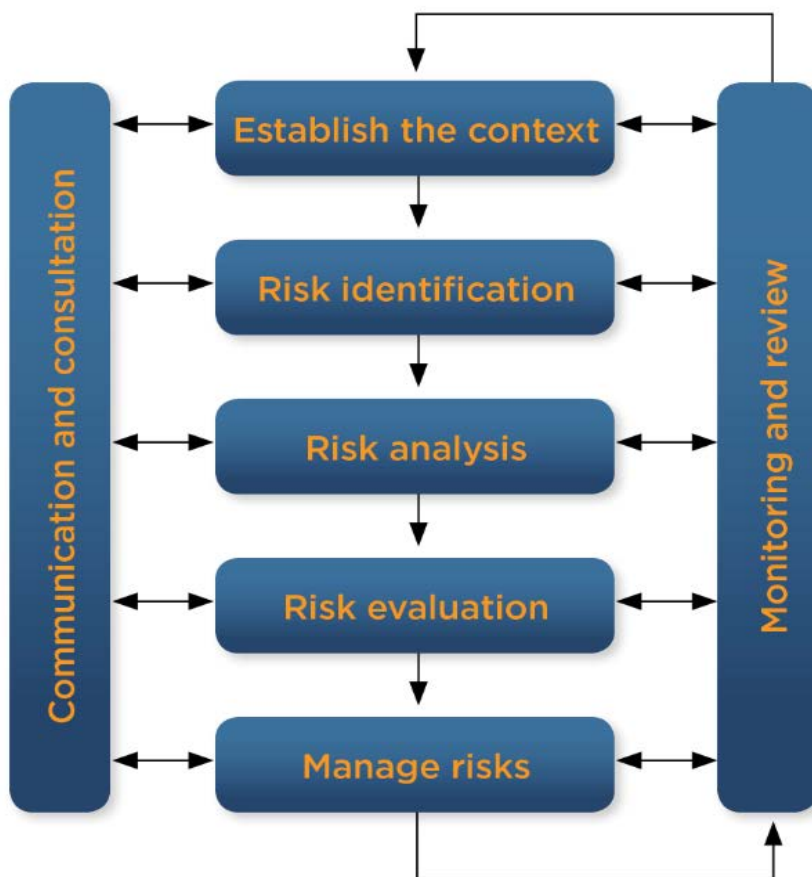 Communication and consultation
Establish the context
Risk identification
Risk analysis
Risk evaluation
Manage risks
Monitoring and review